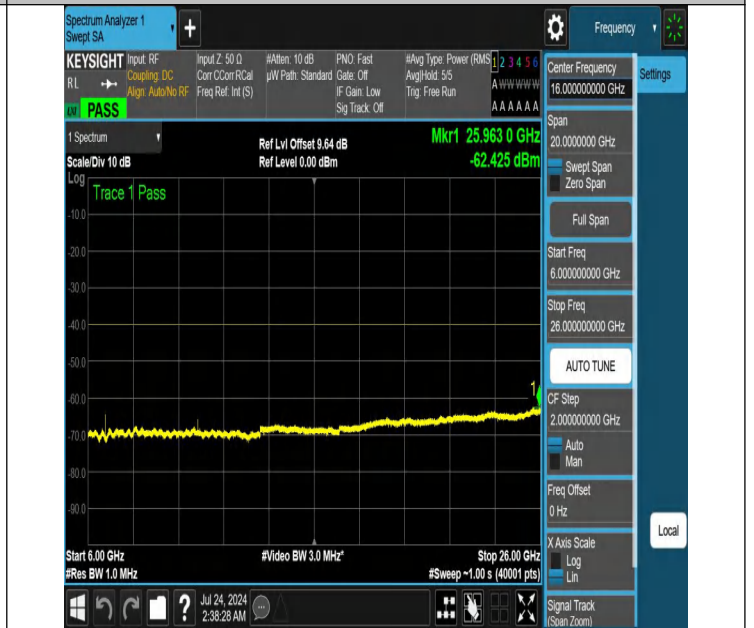 Spectrum Analyzer 1
Swept SA
+
Frequency
KEYSIGHT
RL
PASS
Input: RF
Coupling: DC
Align: Auto/No RF
Input Z: 50 Ω
Corr CCorr RCal
Freq Ref: Int (S)
#Atten: 10 dB
µW Path: Standard
PNO: Fast
Gate: Off
IF Gain: Low
Sig Track: Off
#Avg Type: Power (RMS
Avg|Hold: 5/5
Trig: Free Run
1 2 3 4 5 6
A W W W W W
A A A A A A
1 Spectrum
Scale/Div 10 dB
Ref Lvl Offset 9.64 dB
Ref Level 0.00 dBm
Mkr1 25.963 0 GHz
-62.425 dBm
Log
Trace 1 Pass
-10.0
-20.0
-30.0
-40.0
-50.0
-60.0
-70.0
-80.0
-90.0
1
Start 6.00 GHz
#Res BW 1.0 MHz
#Video BW 3.0 MHz*
Stop 26.00 GHz
#Sweep ~1.00 s (40001 pts)
?
Jul 24, 2024
2:38:28 AM
Center Frequency
16.000000000 GHz
Settings
Span
20.0000000 GHz
Swept Span
Zero Span
Full Span
Start Freq
6.000000000 GHz
Stop Freq
26.000000000 GHz
AUTO TUNE
CF Step
2.000000000 GHz
Auto
Man
Freq Offset
0 Hz
X Axis Scale
Log
Lin
Local
Signal Track
(Span Zoom)